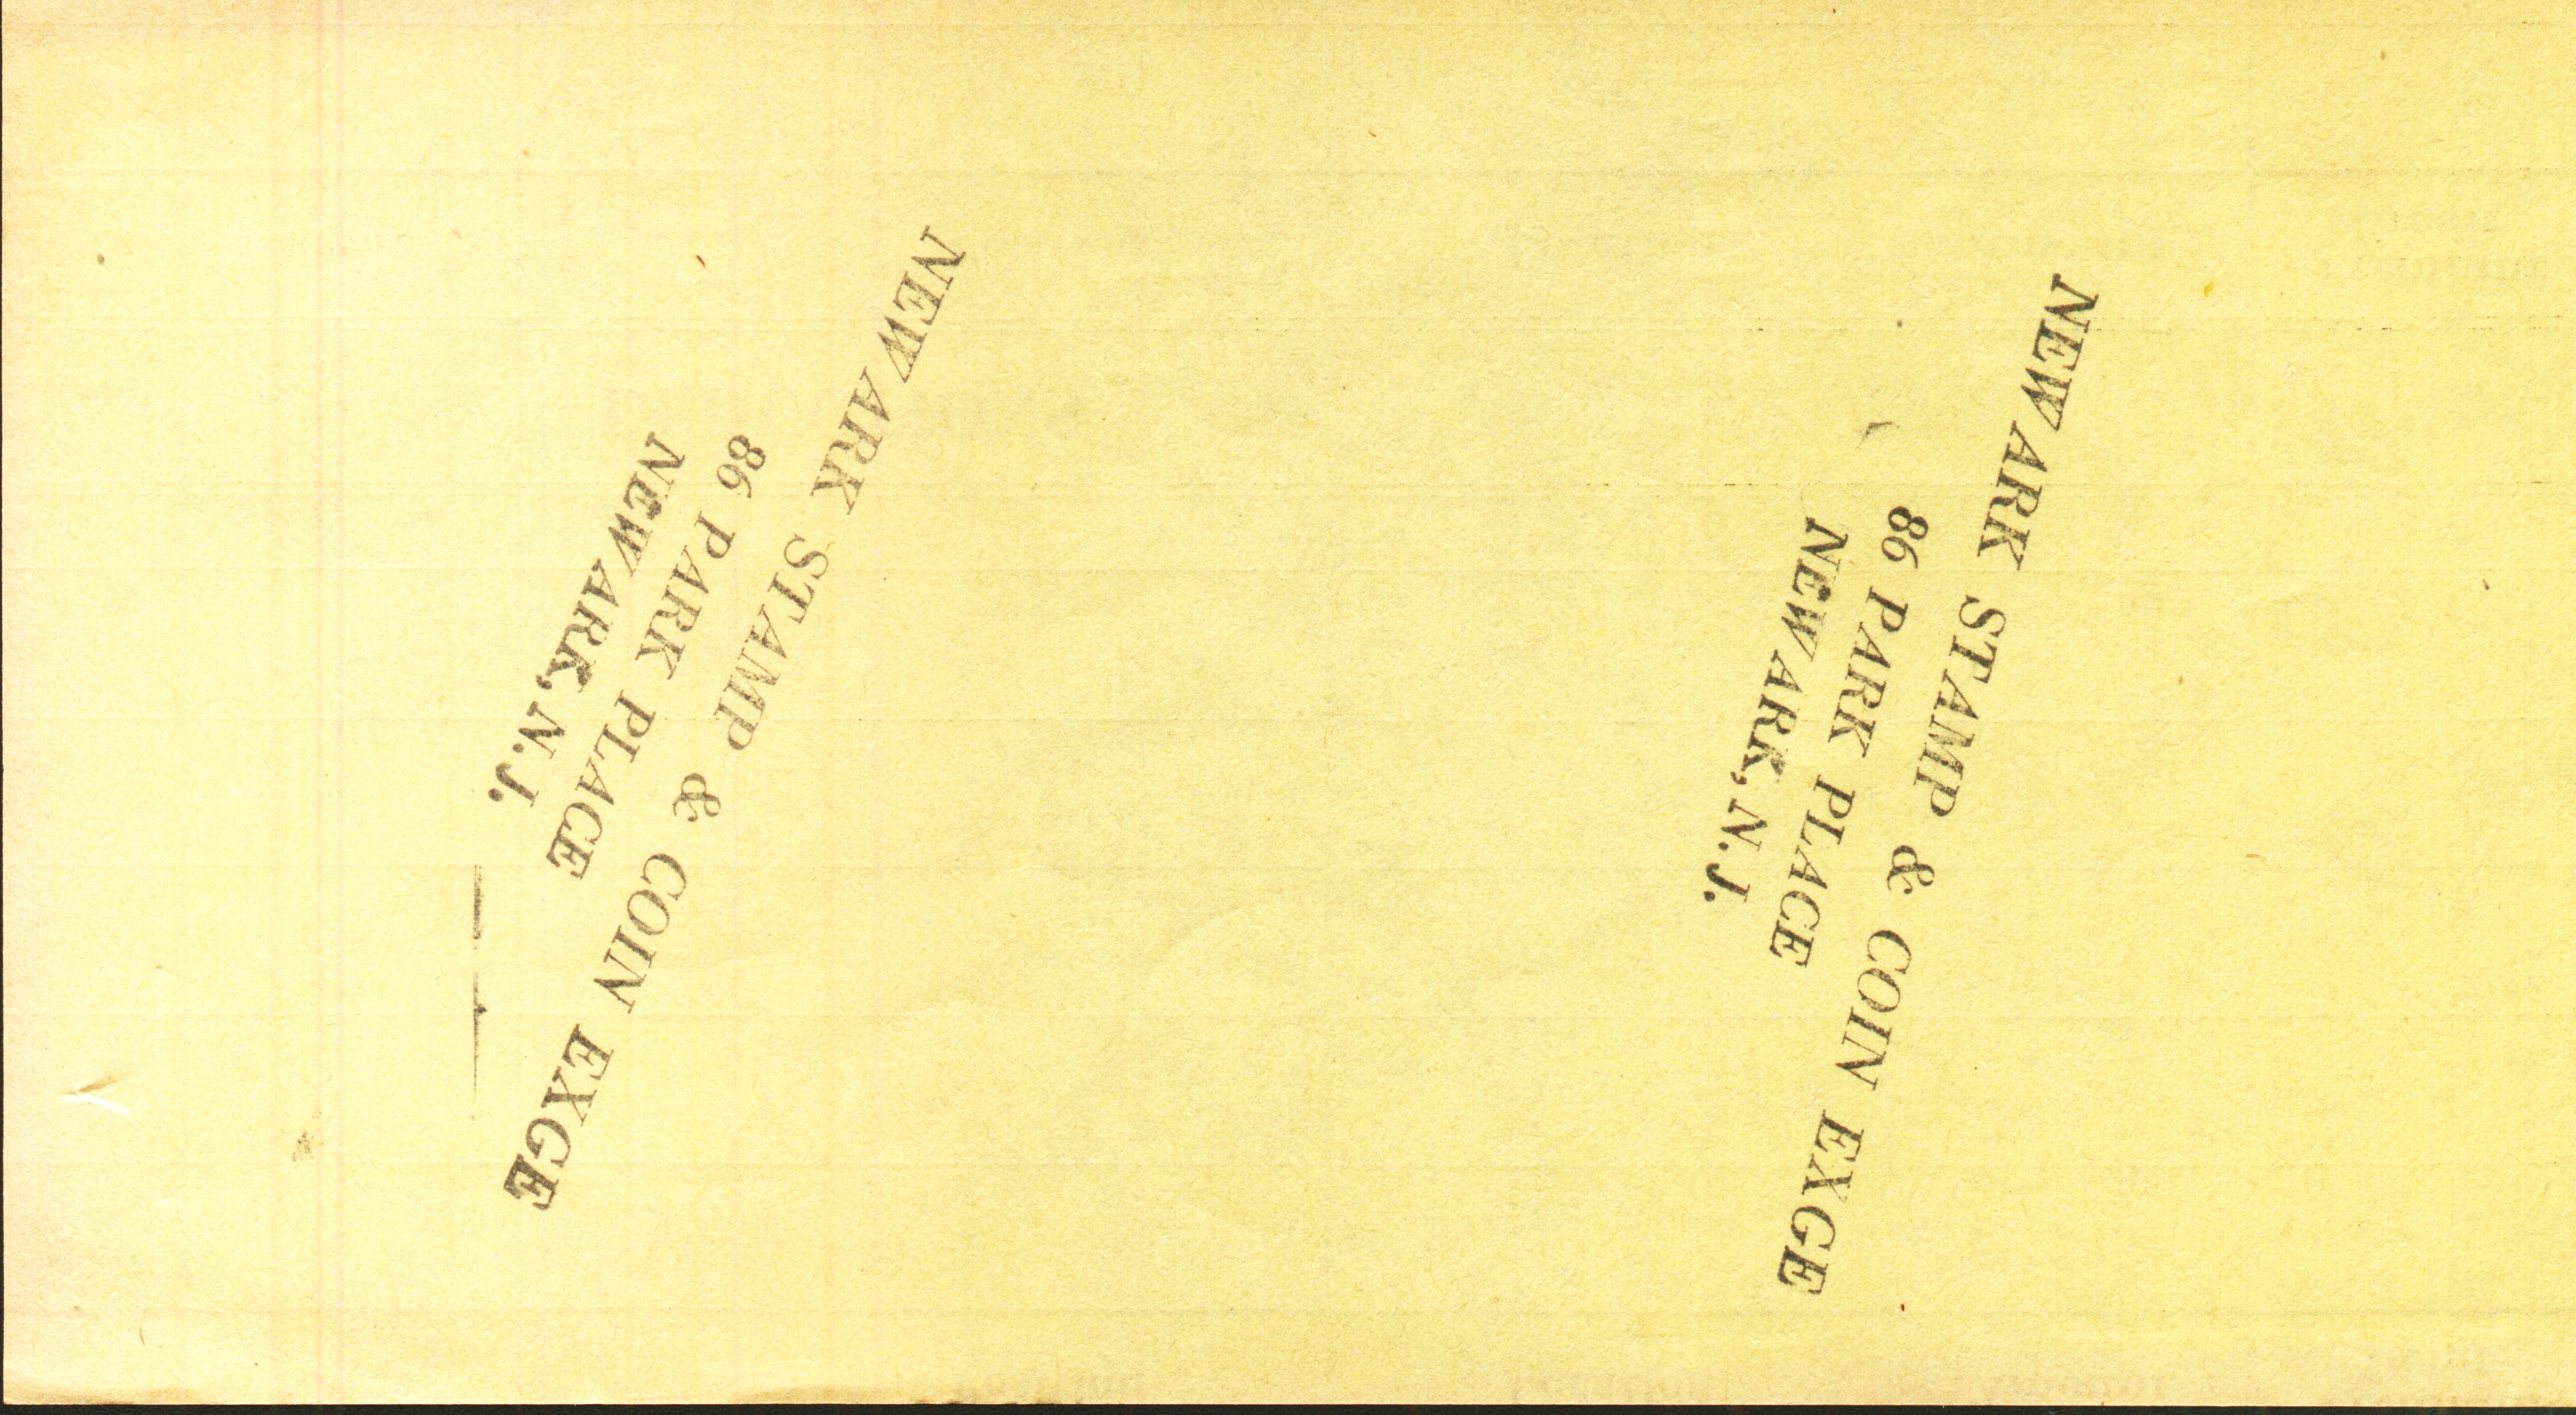 NEWARK STAMP & COIN EXGE
86 PARK PLACE
NEWARK, N.J.
NEWARK STAMP & COIN EXGE
86 PARK PLACE
NEWARK, N.J.